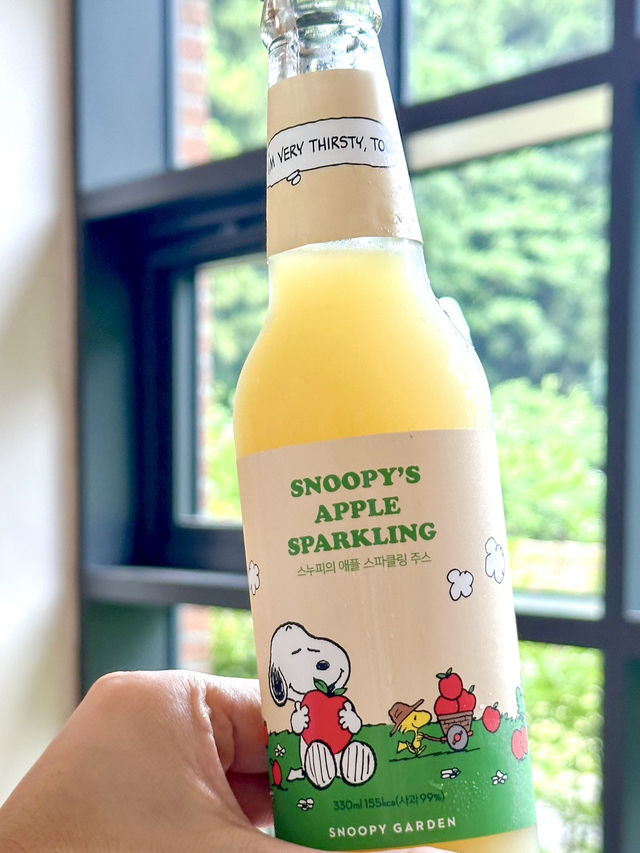 M VERY THIRSTY, TO
SNOOPY'S
APPLE
SPARKLING
스누피의 애플 스파클링 주스
330ml 155kcal(사과 99%)
SNOOPY GARDEN